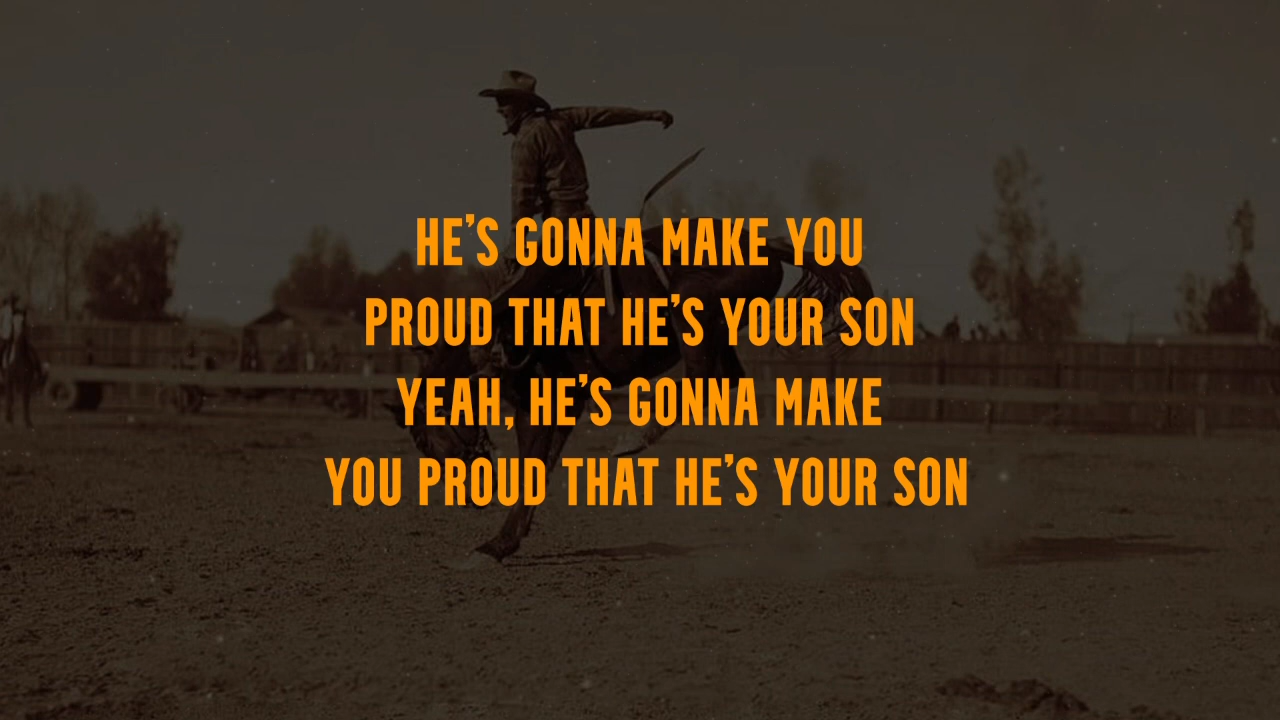 HE’S GONNA MAKE YOU
PROUD THAT HE’S YOUR SON
YEAH, HE’S GONNA MAKE
YOU PROUD THAT HE’S YOUR SON